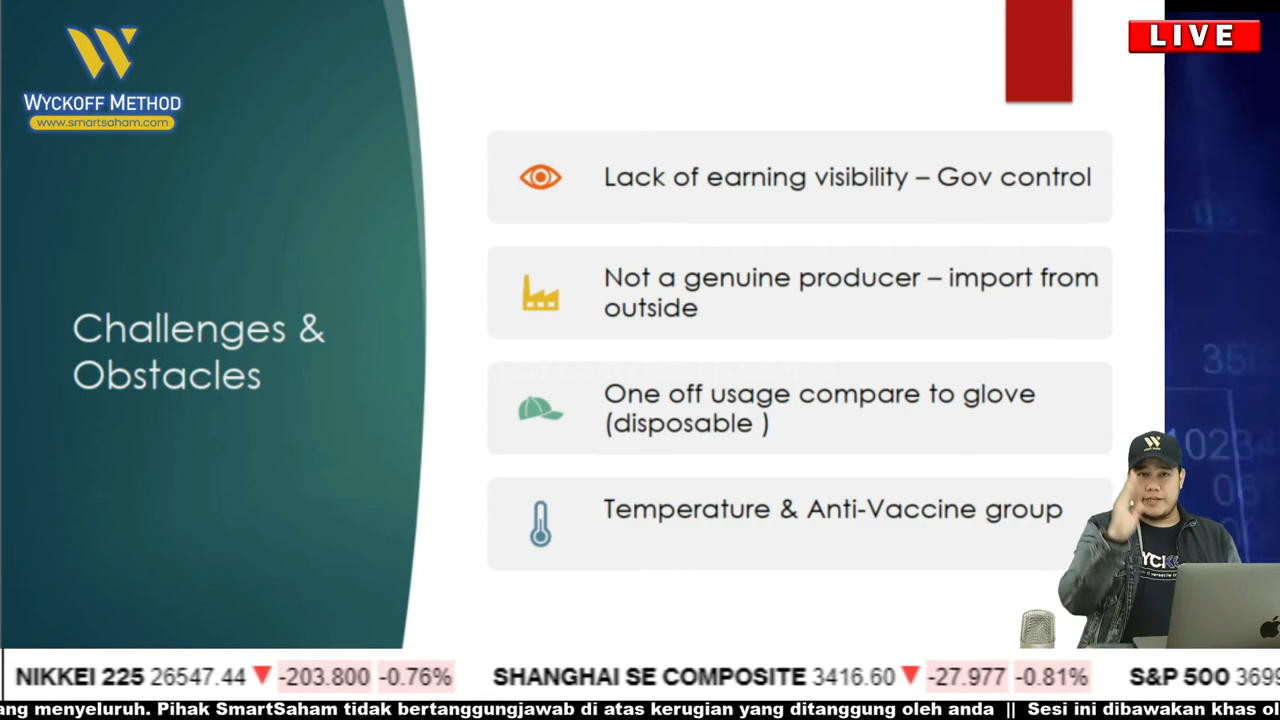 WYCKOFF METHOD
www.smartsaham.com
LIVE
Challenges &
Obstacles
Lack of earning visibility – Gov control
Not a genuine producer – import from
outside
One off usage compare to glove
(disposable )
Temperature & Anti-Vaccine group
NIKKEI 225 26547.44 -203.800 -0.76% SHANGHAI SE COMPOSITE 3416.60 -27.977 -0.81% S&P 500
ang menyeluruh. Pihak SmartSaham tidak bertanggungjawab di atas kerugian yang ditanggung oleh anda || Sesi ini dibawakan khas ol